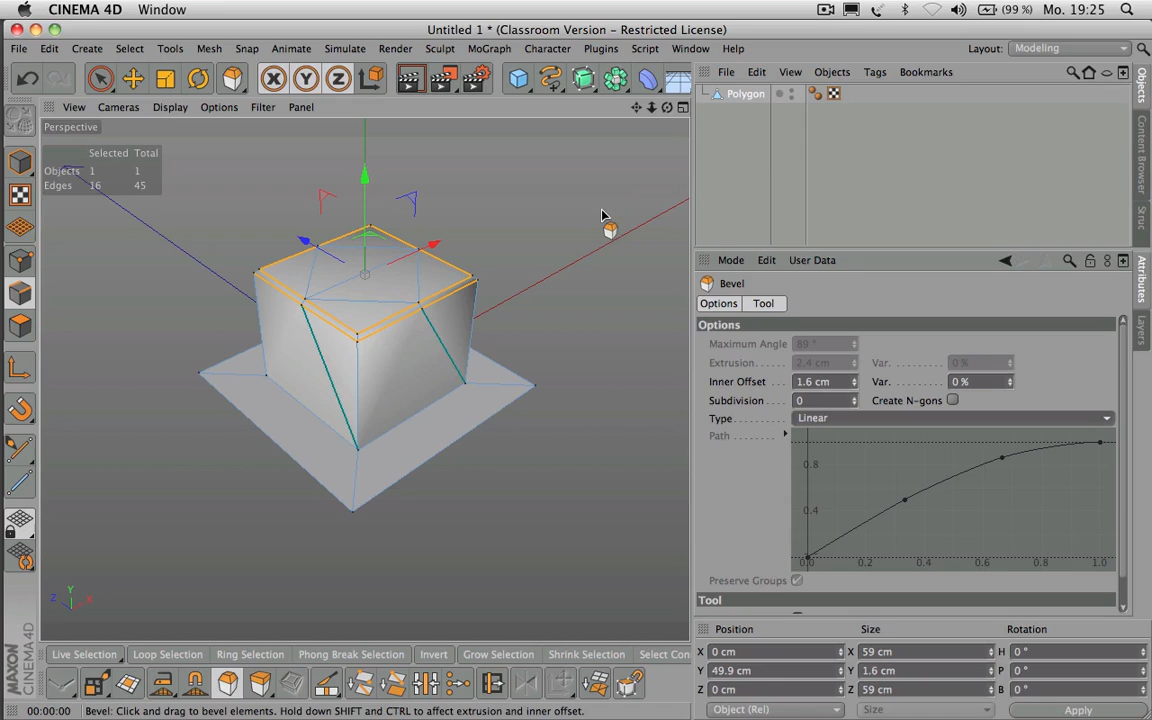 CINEMA 4D Window (99 %) Mo. 19:25
Untitled 1 * (Classroom Version - Restricted License)
File Edit Create Select Tools Mesh Snap Animate Simulate Render Sculpt MoGraph Character Plugins Script Window Help Layout: Modeling
X Y Z
File Edit View Objects Tags Bookmarks
View Cameras Display Options Filter Panel
Polygon
Perspective
Selected Total
Objects 1 1
Edges 16 45
Objects
Content Browser
Struc
Mode Edit User Data
Bevel
Options Tool
Options
Maximum Angle 89 °
Extrusion 2.4 cm Var. 0 %
Inner Offset 1.6 cm Var. 0 %
Subdivision 0 Create N-gons
Type Linear
Path
0.8
0.4
0.0 0.2 0.4 0.6 0.8 1.0
Preserve Groups
Tool
Attributes
Layers
Y
Z X
MAXON
CINEMA 4D
Position Size Rotation
X 0 cm X 59 cm H 0 °
Y 49.9 cm Y 1.6 cm P 0 °
Z 0 cm Z 59 cm B 0 °
Object (Rel) Size Apply
Live Selection Loop Selection Ring Selection Phong Break Selection Invert Grow Selection Shrink Selection Select Con
00:00:00 Bevel: Click and drag to bevel elements. Hold down SHIFT and CTRL to affect extrusion and inner offset.